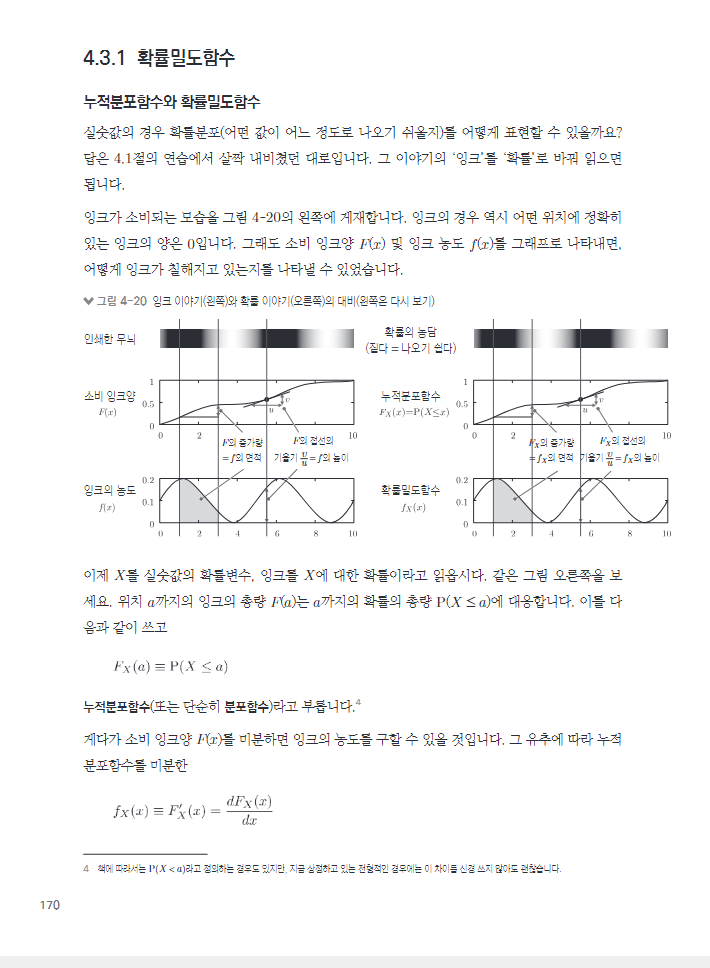 4.3.1 확률밀도함수
누적분포함수와 확률밀도함수
실숫값의 경우 확률분포(어떤 값이 어느 정도로 나오기 쉬울지)를 어떻게 표현할 수 있을까요?
답은 4.1절의 연습에서 살짝 내비쳤던 대로입니다. 그 이야기의 ‘잉크’를 ‘확률’로 바꿔 읽으면
됩니다.
잉크가 소비되는 모습을 그림 4-20의 왼쪽에 게재합니다. 잉크의 경우 역시 어떤 위치에 정확히
있는 잉크의 양은 0입니다. 그래도 소비 잉크양 F(x) 및 잉크 농도 f(x)를 그래프로 나타내면,
어떻게 잉크가 칠해지고 있는지를 나타낼 수 있었습니다.
그림 4-20 잉크 이야기(왼쪽)와 확률 이야기(오른쪽)의 대비(왼쪽은 다시 보기)
인쇄한 무늬
소비 잉크양
F(x)
1
0.5
0
v
u
0 2 10
F의 증가량
= f의 면적
F의 접선의
기울기 v/u = f의 높이
잉크의 농도
f(x)
0.2
0.1
0
0 2 4 6 8 10
확률의 농담
(짙다 = 나오기 쉽다)
누적분포함수
F_X(x)=P(X≤x)
1
0.5
0
v
u
0 2 10
F_X의 증가량
= f_X의 면적
F_X의 접선의
기울기 v/u = f_X의 높이
확률밀도함수
f_X(x)
0.2
0.1
0
0 2 4 6 8 10
이제 X를 실숫값의 확률변수, 잉크를 X에 대한 확률이라고 읽읍시다. 같은 그림 오른쪽을 보
세요. 위치 a까지의 잉크의 총량 F(a)는 a까지의 확률의 총량 P(X ≤ a)에 대응합니다. 이를 다
음과 같이 쓰고
F_X(a) ≡ P(X ≤ a)
누적분포함수(또는 단순히 분포함수)라고 부릅니다.4
게다가 소비 잉크양 F(x)를 미분하면 잉크의 농도를 구할 수 있을 것입니다. 그 유추에 따라 누적
분포함수를 미분한
f_X(x) ≡ F′_X(x) = dF_X(x)/dx
4 책에 따라서는 P(X < a)라고 정의하는 경우도 있지만, 지금 상정하고 있는 전형적인 경우에는 이 차이를 신경 쓰지 않아도 괜찮습니다.
170